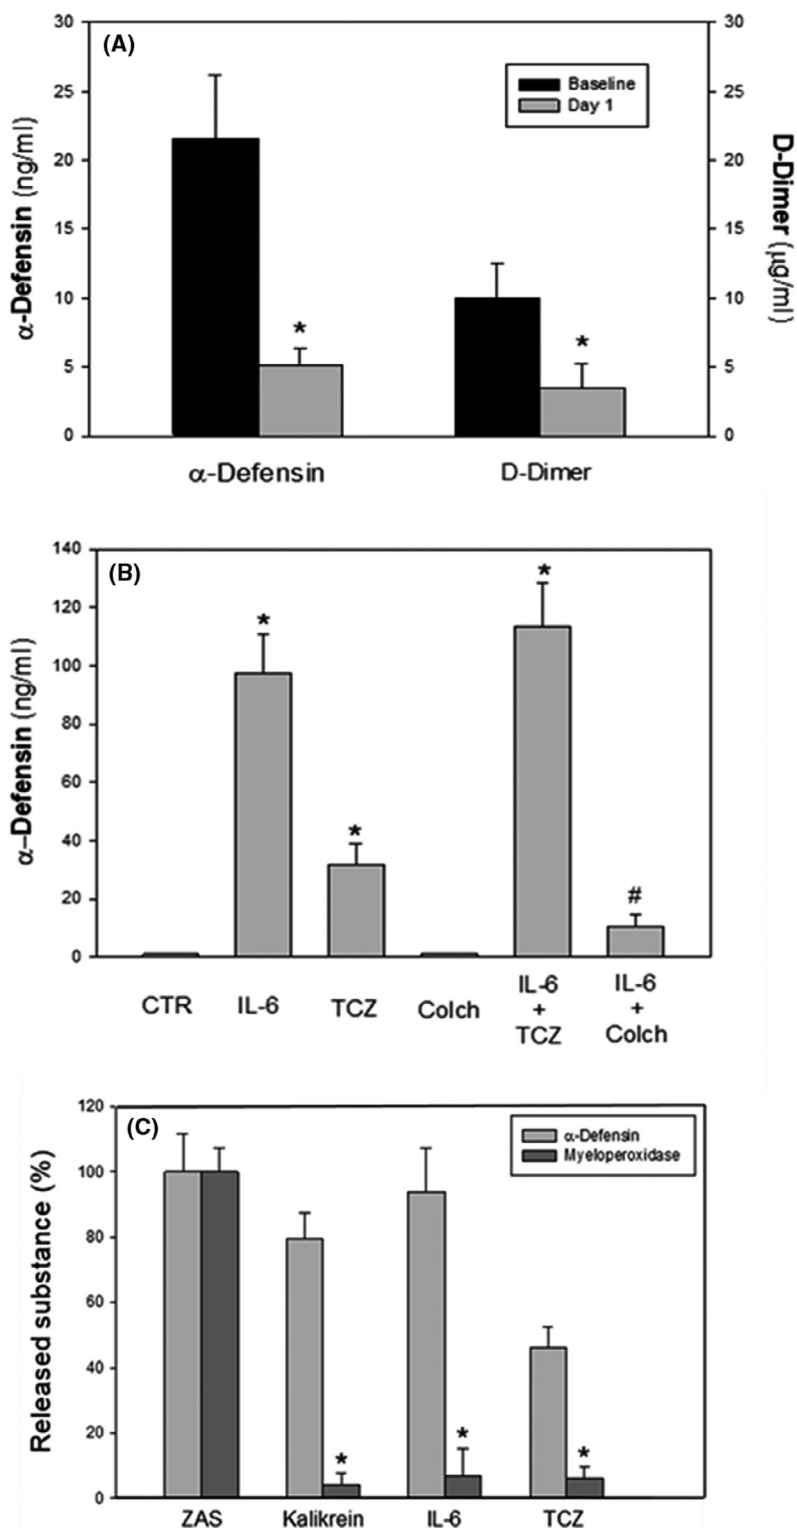 (A)
30
25
20
15
10
5
0
α-Defensin (ng/ml)
Baseline
Day 1
30
25
20
15
10
5
0
D-Dimer (µg/ml)
*
*
α-Defensin D-Dimer
(B)
140
120
100
80
60
40
20
0
α–Defensin (ng/ml)
*
*
*
#
CTR IL-6 TCZ Colch IL-6 + TCZ IL-6 + Colch
(C)
120
100
80
60
40
20
0
Released substance (%)
α-Defensin
Myeloperoxidase
*
*
*
ZAS Kalikrein IL-6 TCZ